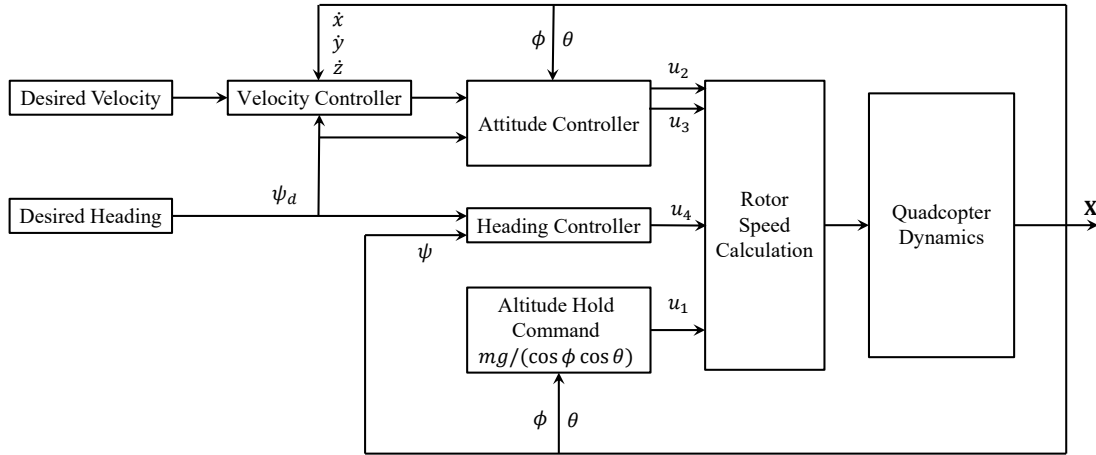 ẋ
ẏ
ż
ϕ θ
u₂
u₃
Desired Velocity
Velocity Controller
Attitude Controller
ψ_d
Desired Heading
Heading Controller
u₄
ψ
Rotor
Speed
Calculation
Quadcopter
Dynamics
X
Altitude Hold
Command
mg/(cos ϕ cos θ)
u₁
ϕ θ